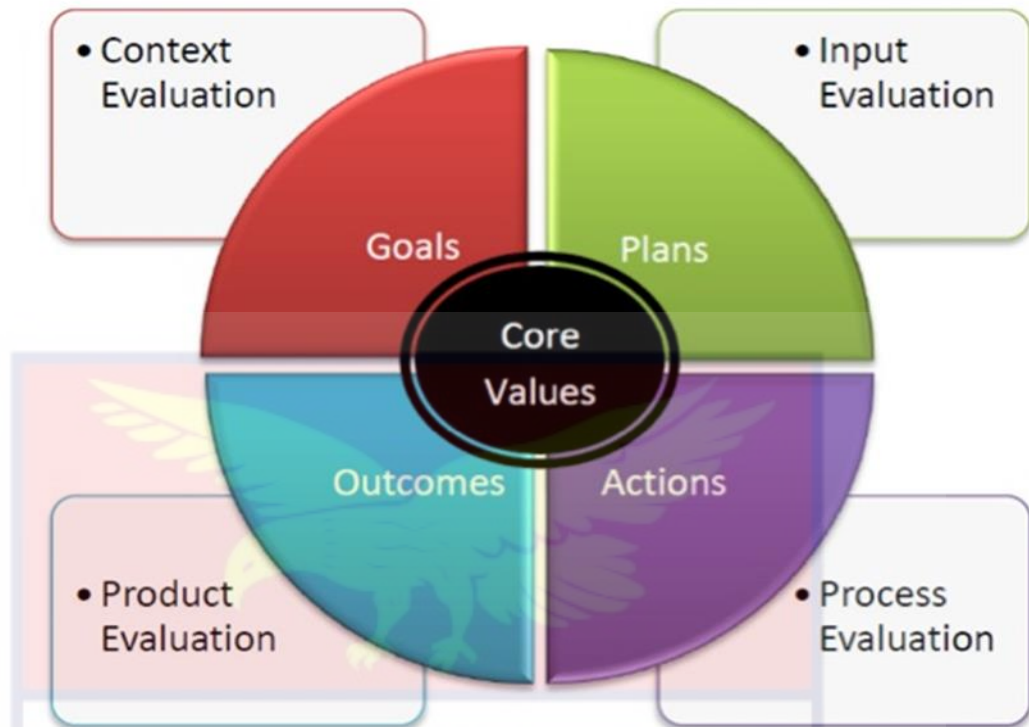 • Context
Evaluation
• Input
Evaluation
Goals
Plans
Core
Values
Outcomes
Actions
• Product
Evaluation
• Process
Evaluation